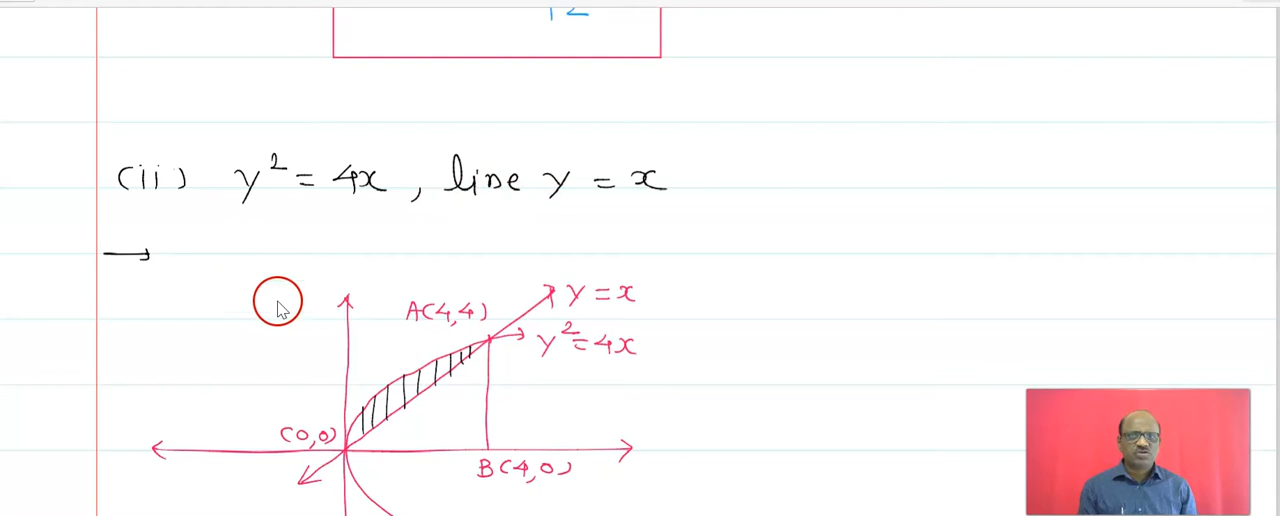 (ii) y² = 4x , line y = x
A(4,4)
y = x
y² = 4x
(0,0)
B(4,0)